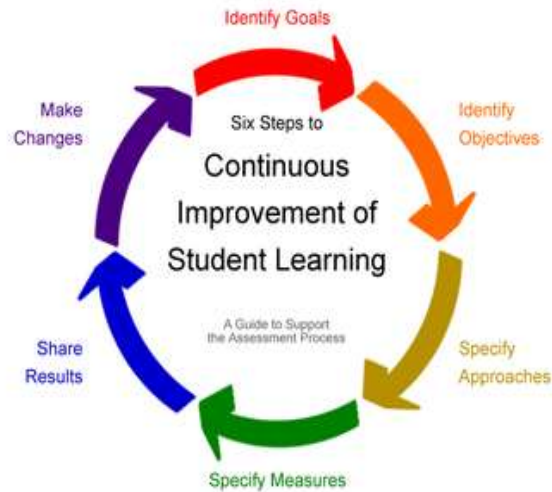 Identify Goals
Identify
Objectives
Specify
Approaches
Specify Measures
Share
Results
Make
Changes
Six Steps to
Continuous
Improvement of
Student Learning
A Guide to Support
the Assessment Process